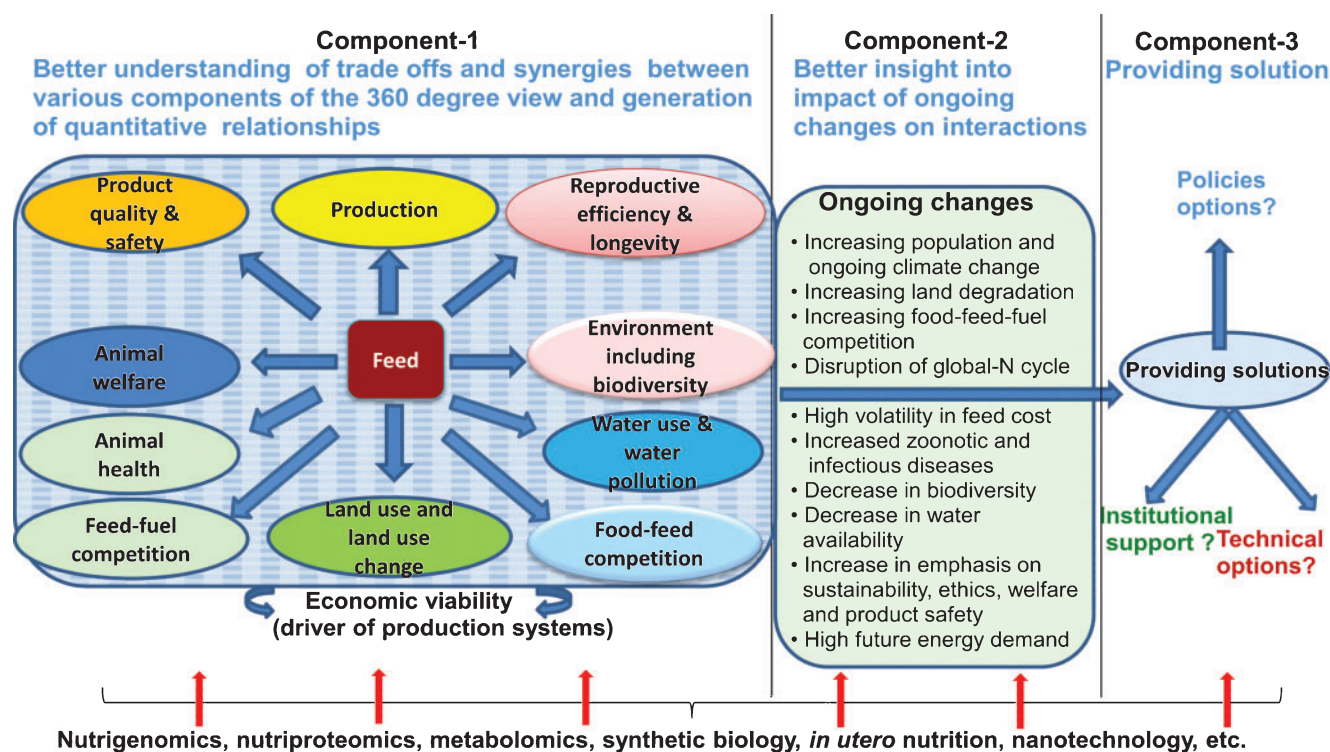 Component-1
Better understanding of trade offs and synergies between
various components of the 360 degree view and generation
of quantitative relationships
Product
quality &
safety
Production
Reproductive
efficiency &
longevity
Animal
welfare
Feed
Environment
including
biodiversity
Animal
health
Water use &
water
pollution
Feed-fuel
competition
Land use and
land use
change
Food-feed
competition
Economic viability
(driver of production systems)
Component-2
Better insight into
impact of ongoing
changes on interactions
Ongoing changes
• Increasing population and
ongoing climate change
• Increasing land degradation
• Increasing food-feed-fuel
competition
• Disruption of global-N cycle
• High volatility in feed cost
• Increased zoonotic and
infectious diseases
• Decrease in biodiversity
• Decrease in water
availability
• Increase in emphasis on
sustainability, ethics, welfare
and product safety
• High future energy demand
Component-3
Providing solution
Policies
options?
Providing solutions
Institutional
support ?
Technical
options?
Nutrigenomics, nutriproteomics, metabolomics, synthetic biology, in utero nutrition, nanotechnology, etc.